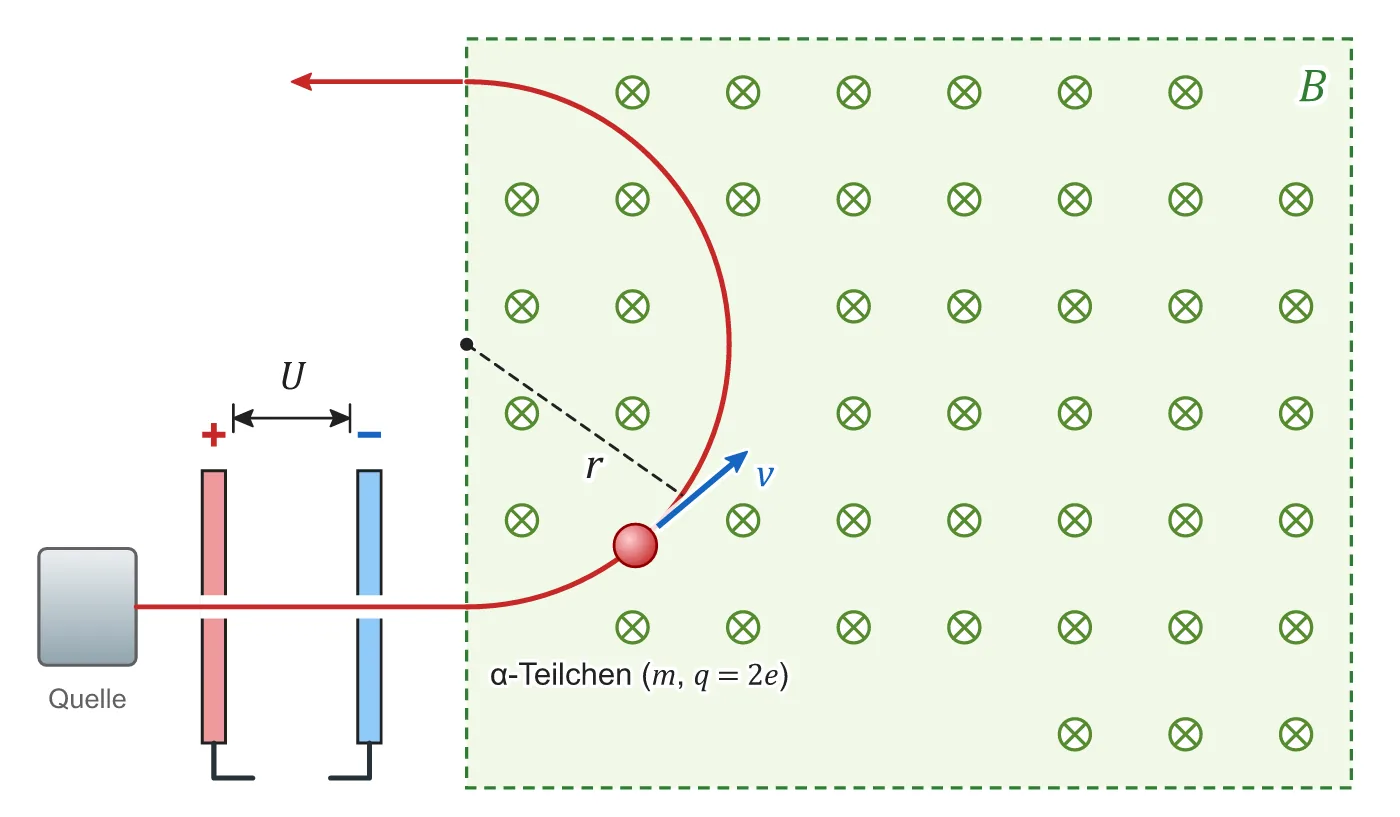 B
U
+ −
r
v
Quelle
α-Teilchen (m, q = 2e)